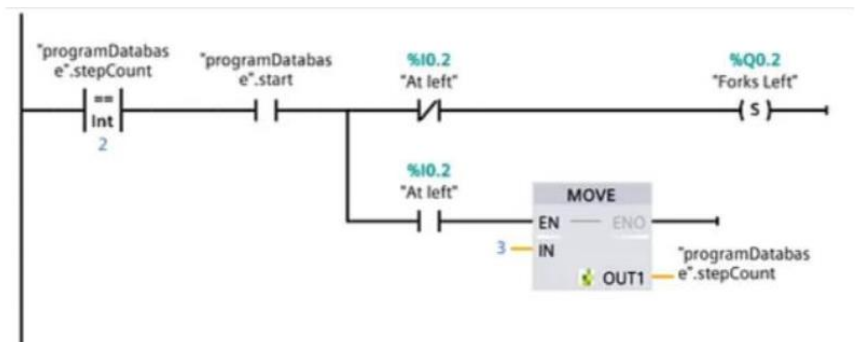 "programDatabas
e".stepCount
==
Int
2
"programDatabas
e".start
%I0.2
"At left"
%Q0.2
"Forks Left"
S
%I0.2
"At left"
MOVE
EN ENO
3 IN
OUT1
"programDatabas
e".stepCount